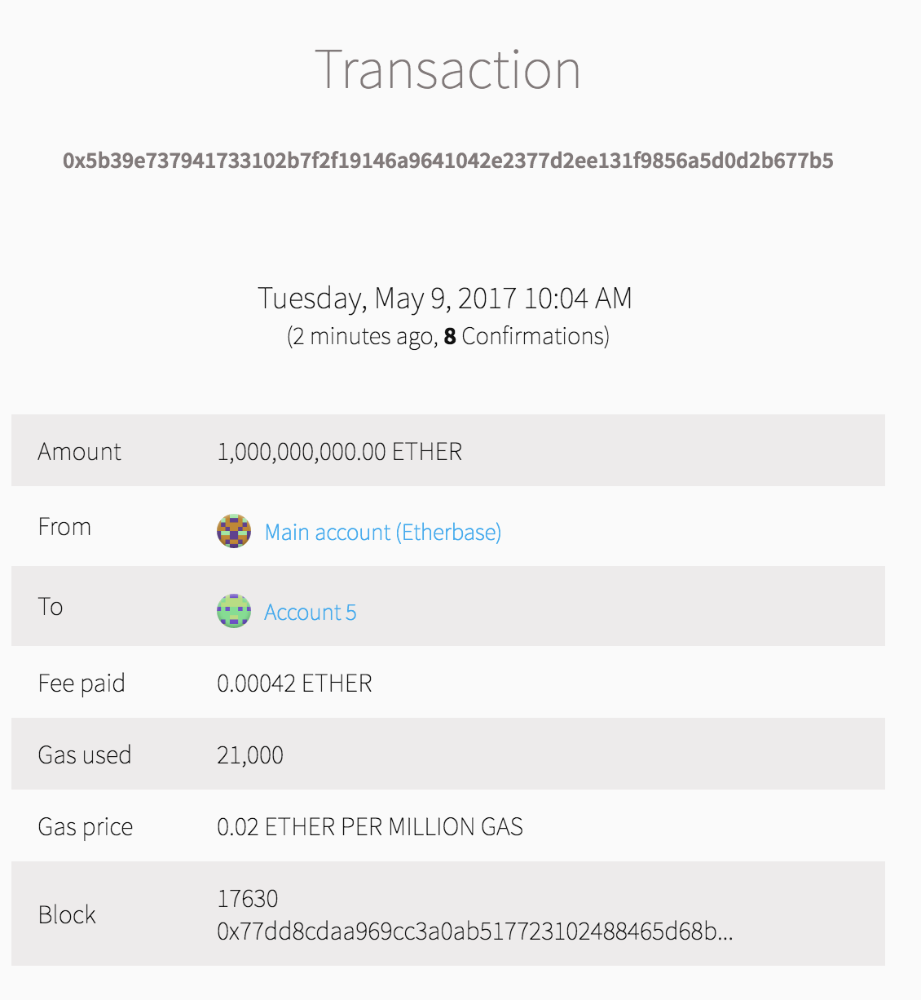 Transaction
0x5b39e737941733102b7f2f19146a9641042e2377d2ee131f9856a5d0d2b677b5
Tuesday, May 9, 2017 10:04 AM
(2 minutes ago, 8 Confirmations)
Amount 1,000,000,000.00 ETHER
From Main account (Etherbase)
To Account 5
Fee paid 0.00042 ETHER
Gas used 21,000
Gas price 0.02 ETHER PER MILLION GAS
Block 17630
0x77dd8cdaa969cc3a0ab517723102488465d68b...